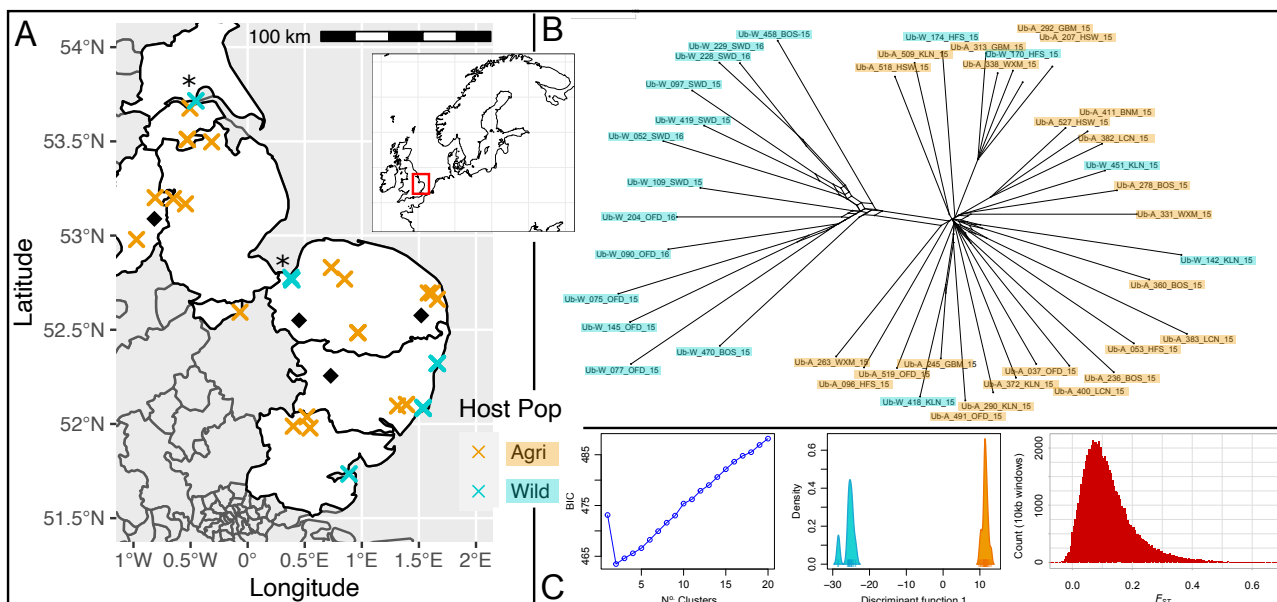 A
100 km
54°N
53.5°N
53°N
52.5°N
52°N
51.5°N
Latitude
*
*
1°W
0.5°W
0°
0.5°E
1°E
1.5°E
2°E
Longitude
Host Pop
Agri
Wild
B
Ub-W_458_BOS-15
Ub-W_229_SWD_16
Ub-W_228_SWD_16
Ub-W_097_SWD_15
Ub-W_419_SWD_15
Ub-W_052_SWD_16
Ub-W_109_SWD_15
Ub-W_204_OFD_16
Ub-W_090_OFD_16
Ub-W_075_OFD_15
Ub-W_145_OFD_15
Ub-W_077_OFD_15
Ub-W_470_BOS_15
Ub-A_292_GBM_15
Ub-W_174_HFS_15
Ub-A_207_HSW_15
Ub-A_313_GBM_15
Ub-A_509_KLN_15
Ub-W_170_HFS_15
Ub-A_338_WXM_15
Ub-A_518_HSW_15
Ub-A_411_BNM_15
Ub-A_527_HSW_15
Ub-A_382_LCN_15
Ub-W_451_KLN_15
Ub-A_278_BOS_15
Ub-A_331_WXM_15
Ub-W_142_KLN_15
Ub-A_360_BOS_15
Ub-A_383_LCN_15
Ub-A_053_HFS_15
Ub-A_263_WXM_15
Ub-A_245_GBM_15
Ub-A_037_OFD_15
Ub-A_519_OFD_15
Ub-A_236_BOS_15
Ub-A_096_HFS_15
Ub-A_372_KLN_15
Ub-A_400_LCN_15
Ub-W_418_KLN_15
Ub-A_290_KLN_15
Ub-A_491_OFD_15
C
BIC
485
475
465
5
10
15
20
Nº. Clusters
Density
0.6
0.4
0.2
0.0
−30
−20
−10
0
10
Discriminant function 1
Count (10kb windows)
2000
1000
0
0.0
0.2
0.4
0.6
FST